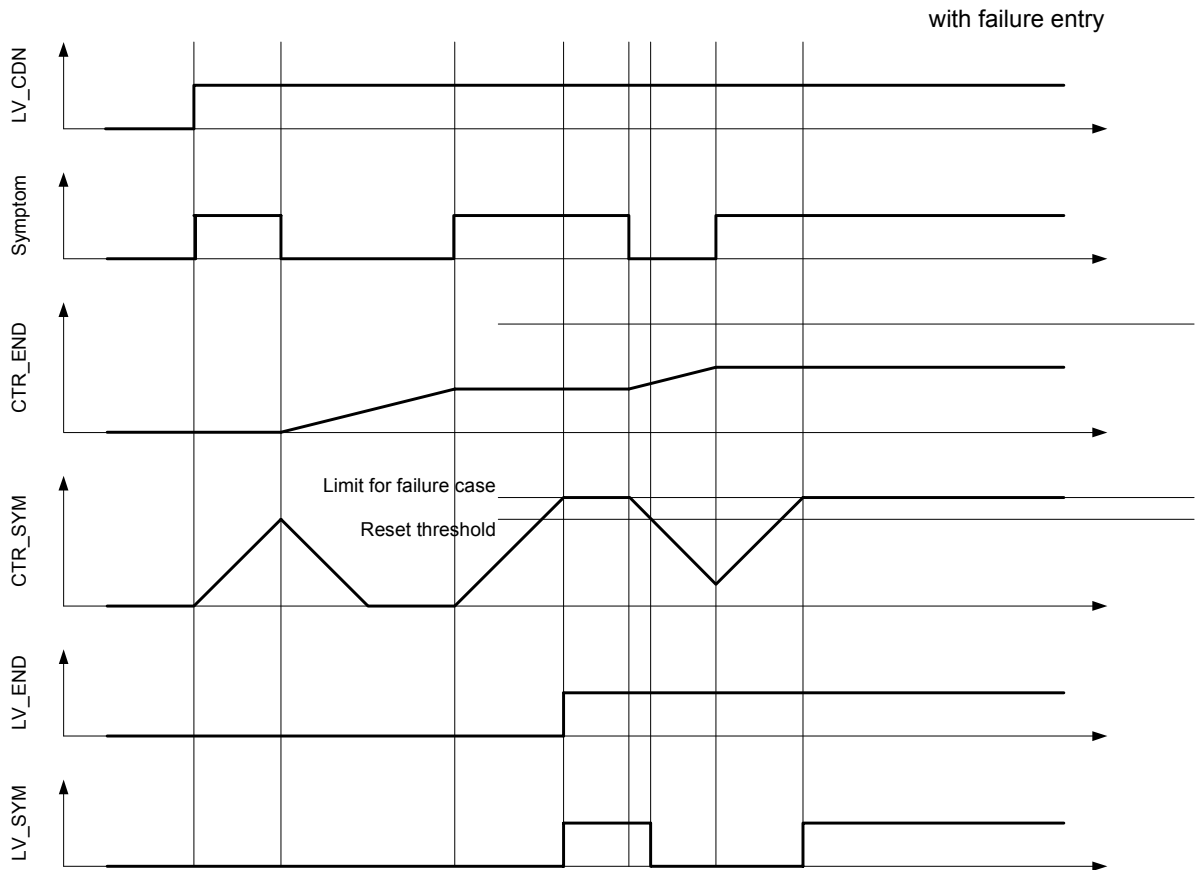 with failure entry
LV_CDN
Symptom
CTR_END
CTR_SYM
Limit for failure case
Reset threshold
LV_END
LV_SYM